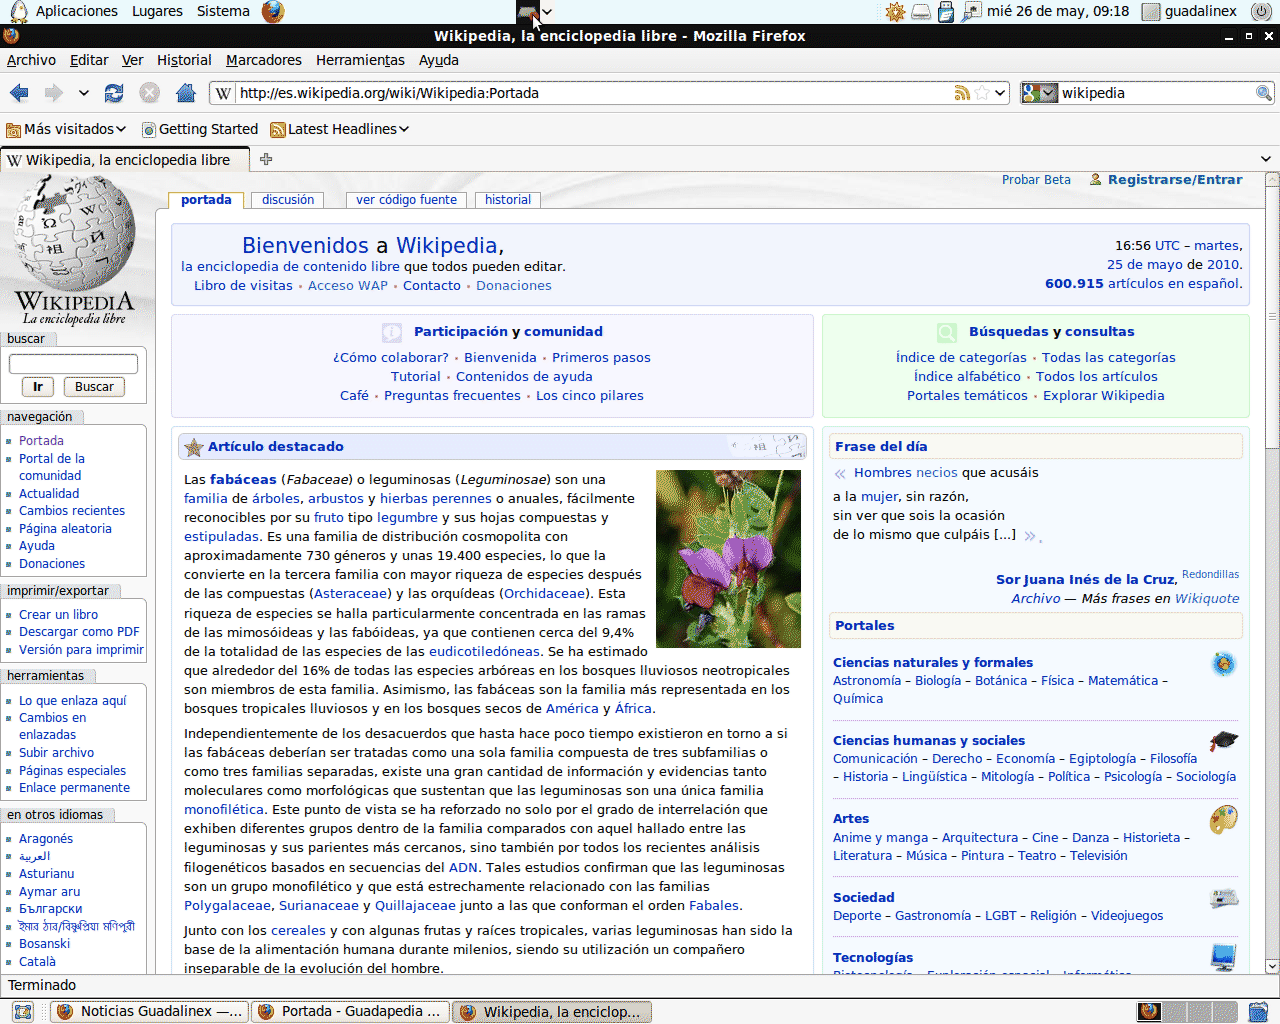 Aplicaciones Lugares Sistema mié 26 de may, 09:18 guadalinex
Wikipedia, la enciclopedia libre - Mozilla Firefox
Archivo Editar Ver Historial Marcadores Herramientas Ayuda
W http://es.wikipedia.org/wiki/Wikipedia:Portada wikipedia
Más visitados Getting Started Latest Headlines
W Wikipedia, la enciclopedia libre
WIKIPEDIA
La enciclopedia libre
buscar
Ir Buscar
navegación
Portada
Portal de la
comunidad
Actualidad
Cambios recientes
Página aleatoria
Ayuda
Donaciones
imprimir/exportar
Crear un libro
Descargar como PDF
Versión para imprimir
herramientas
Lo que enlaza aquí
Cambios en
enlazadas
Subir archivo
Páginas especiales
Enlace permanente
en otros idiomas
Aragonés
العربية
Asturianu
Aymar aru
Български
ইমার ঠার/বিষ্ণুপ্রিয়া মণিপুরী
Bosanski
Català
Probar Beta Registrarse/Entrar
portada discusión ver código fuente historial
Bienvenidos a Wikipedia,
la enciclopedia de contenido libre que todos pueden editar.
Libro de visitas • Acceso WAP • Contacto • Donaciones
16:56 UTC – martes,
25 de mayo de 2010.
600.915 artículos en español.
Participación y comunidad
¿Cómo colaborar? • Bienvenida • Primeros pasos
Tutorial • Contenidos de ayuda
Café • Preguntas frecuentes • Los cinco pilares
Búsquedas y consultas
Índice de categorías • Todas las categorías
Índice alfabético • Todos los artículos
Portales temáticos • Explorar Wikipedia
Artículo destacado
Las fabáceas (Fabaceae) o leguminosas (Leguminosae) son una
familia de árboles, arbustos y hierbas perennes o anuales, fácilmente
reconocibles por su fruto tipo legumbre y sus hojas compuestas y
estipuladas. Es una familia de distribución cosmopolita con
aproximadamente 730 géneros y unas 19.400 especies, lo que la
convierte en la tercera familia con mayor riqueza de especies después
de las compuestas (Asteraceae) y las orquídeas (Orchidaceae). Esta
riqueza de especies se halla particularmente concentrada en las ramas
de las mimosóideas y las fabóideas, ya que contienen cerca del 9,4%
de la totalidad de las especies de las eudicotiledóneas. Se ha estimado
que alrededor del 16% de todas las especies arbóreas en los bosques lluviosos neotropicales
son miembros de esta familia. Asimismo, las fabáceas son la familia más representada en los
bosques tropicales lluviosos y en los bosques secos de América y África.
Independientemente de los desacuerdos que hasta hace poco tiempo existieron en torno a si
las fabáceas deberían ser tratadas como una sola familia compuesta de tres subfamilias o
como tres familias separadas, existe una gran cantidad de información y evidencias tanto
moleculares como morfológicas que sustentan que las leguminosas son una única familia
monofilética. Este punto de vista se ha reforzado no solo por el grado de interrelación que
exhiben diferentes grupos dentro de la familia comparados con aquel hallado entre las
leguminosas y sus parientes más cercanos, sino también por todos los recientes análisis
filogenéticos basados en secuencias del ADN. Tales estudios confirman que las leguminosas
son un grupo monofilético y que está estrechamente relacionado con las familias
Polygalaceae, Surianaceae y Quillajaceae junto a las que conforman el orden Fabales.
Junto con los cereales y con algunas frutas y raíces tropicales, varias leguminosas han sido la
base de la alimentación humana durante milenios, siendo su utilización un compañero
inseparable de la evolución del hombre.
Frase del día
« Hombres necios que acusáis
a la mujer, sin razón,
sin ver que sois la ocasión
de lo mismo que culpáis [...] ».
Sor Juana Inés de la Cruz, Redondillas
Archivo — Más frases en Wikiquote
Portales
Ciencias naturales y formales
Astronomía – Biología – Botánica – Física – Matemática –
Química
Ciencias humanas y sociales
Comunicación – Derecho – Economía – Egiptología – Filosofía
– Historia – Lingüística – Mitología – Política – Psicología – Sociología
Artes
Anime y manga – Arquitectura – Cine – Danza – Historieta –
Literatura – Música – Pintura – Teatro – Televisión
Sociedad
Deporte – Gastronomía – LGBT – Religión – Videojuegos
Tecnologías
Biotecnología – Exploración espacial – Informática
Terminado
Noticias Guadalinex —... Portada - Guadapedia ... Wikipedia, la enciclop...